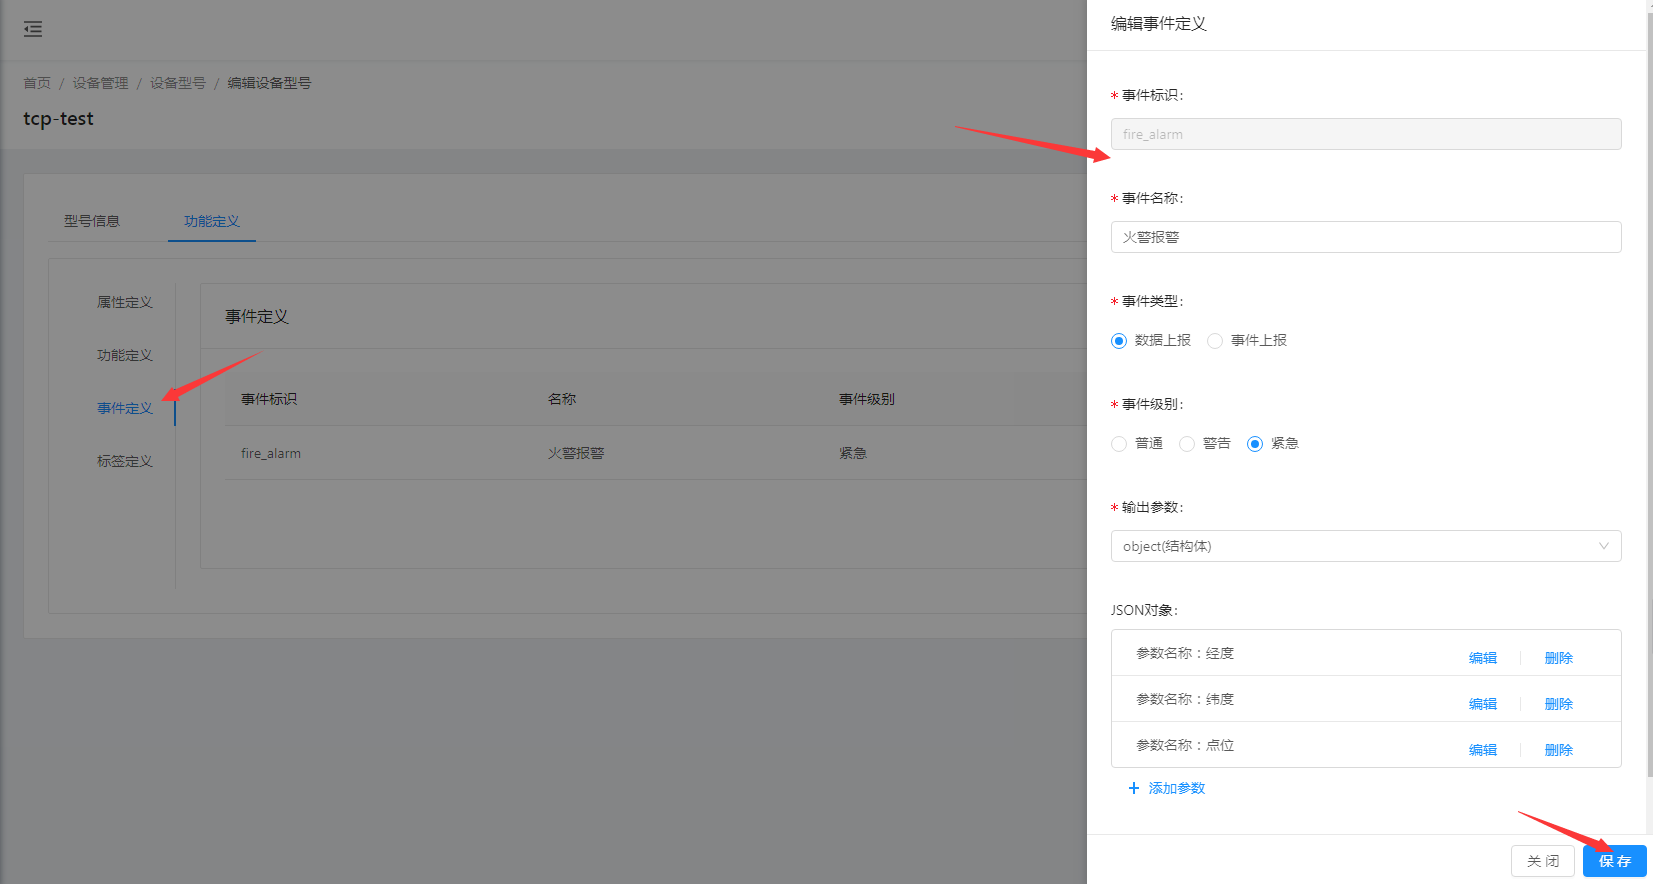 首页 / 设备管理 / 设备型号 / 编辑设备型号
tcp-test
型号信息 功能定义
属性定义
功能定义
事件定义
标签定义
事件定义
事件标识 名称 事件级别
fire_alarm 火警报警 紧急
编辑事件定义
* 事件标识:
fire_alarm
* 事件名称:
火警报警
* 事件类型:
数据上报 事件上报
* 事件级别:
普通 警告 紧急
* 输出参数:
object(结构体)
JSON对象:
参数名称：经度 编辑 删除
参数名称：纬度 编辑 删除
参数名称：点位 编辑 删除
+ 添加参数
关 闭 保 存